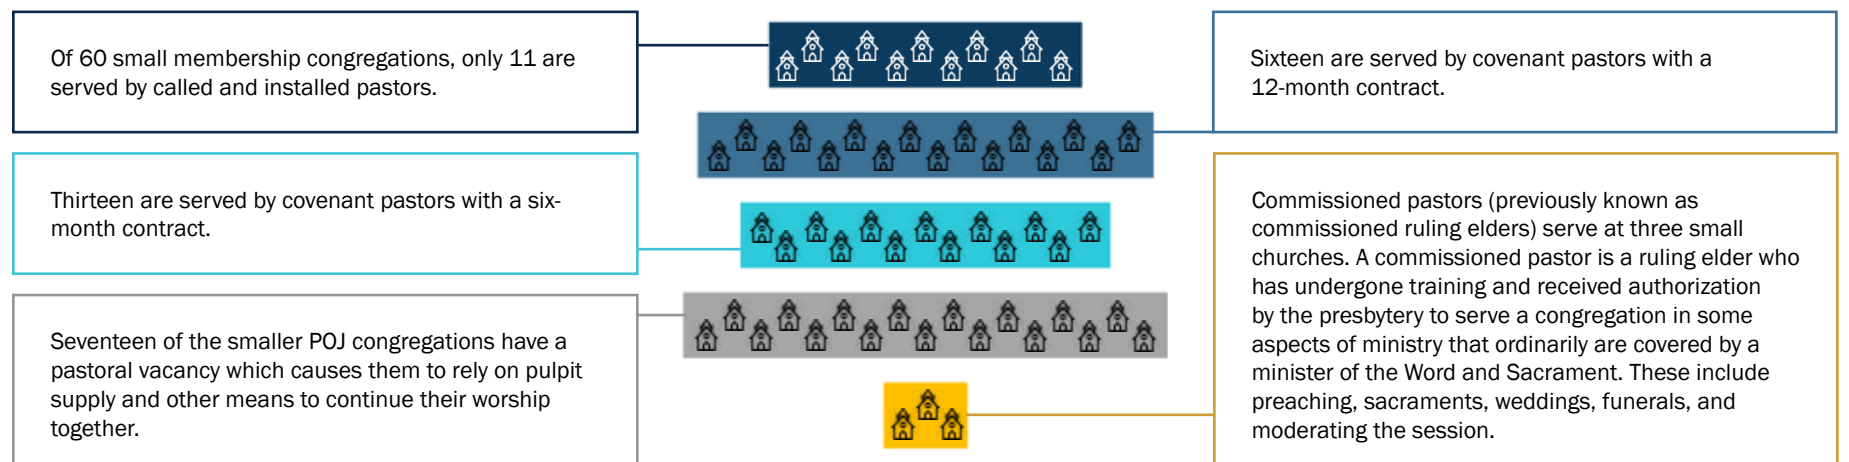 Of 60 small membership congregations, only 11 are
served by called and installed pastors.
Sixteen are served by covenant pastors with a
12-month contract.
Thirteen are served by covenant pastors with a six-
month contract.
Commissioned pastors (previously known as
commissioned ruling elders) serve at three small
churches. A commissioned pastor is a ruling elder who
has undergone training and received authorization
by the presbytery to serve a congregation in some
aspects of ministry that ordinarily are covered by a
minister of the Word and Sacrament. These include
preaching, sacraments, weddings, funerals, and
moderating the session.
Seventeen of the smaller POJ congregations have a
pastoral vacancy which causes them to rely on pulpit
supply and other means to continue their worship
together.